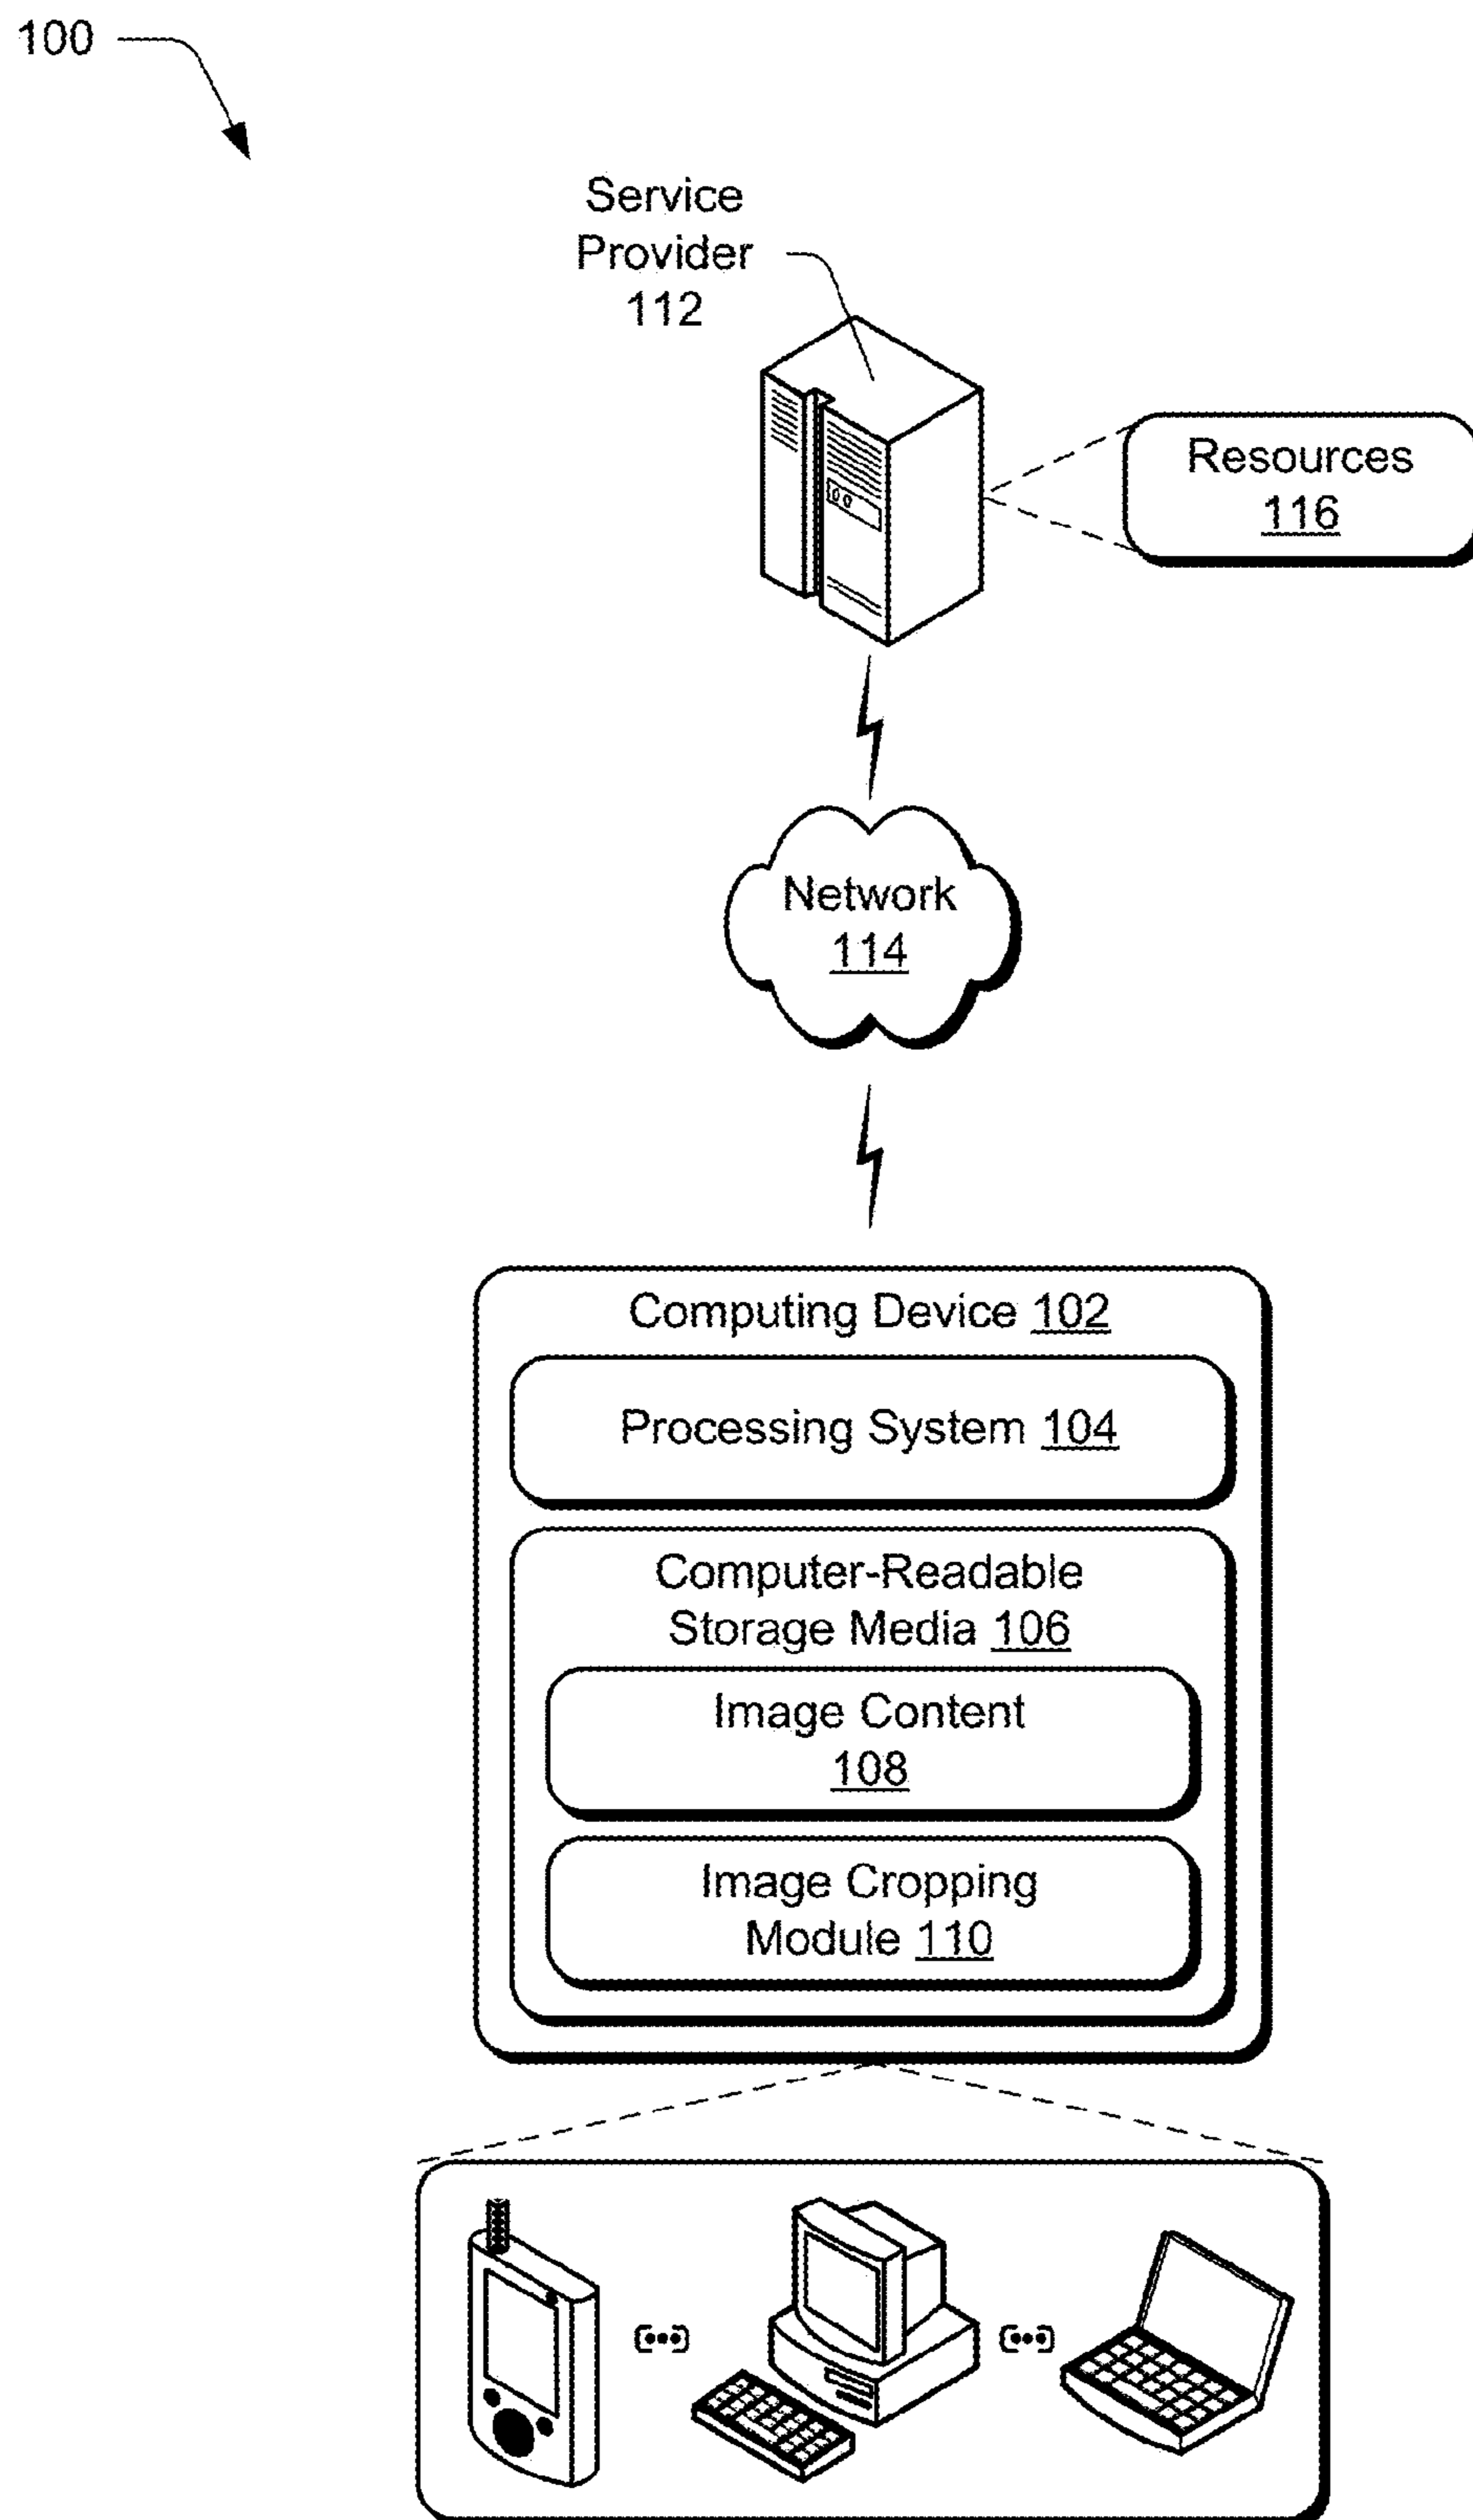 100
Service
Provider
112
Resources
116
Network
114
Computing Device 102
Processing System 104
Computer-Readable
Storage Media 106
Image Content
108
Image Cropping
Module 110